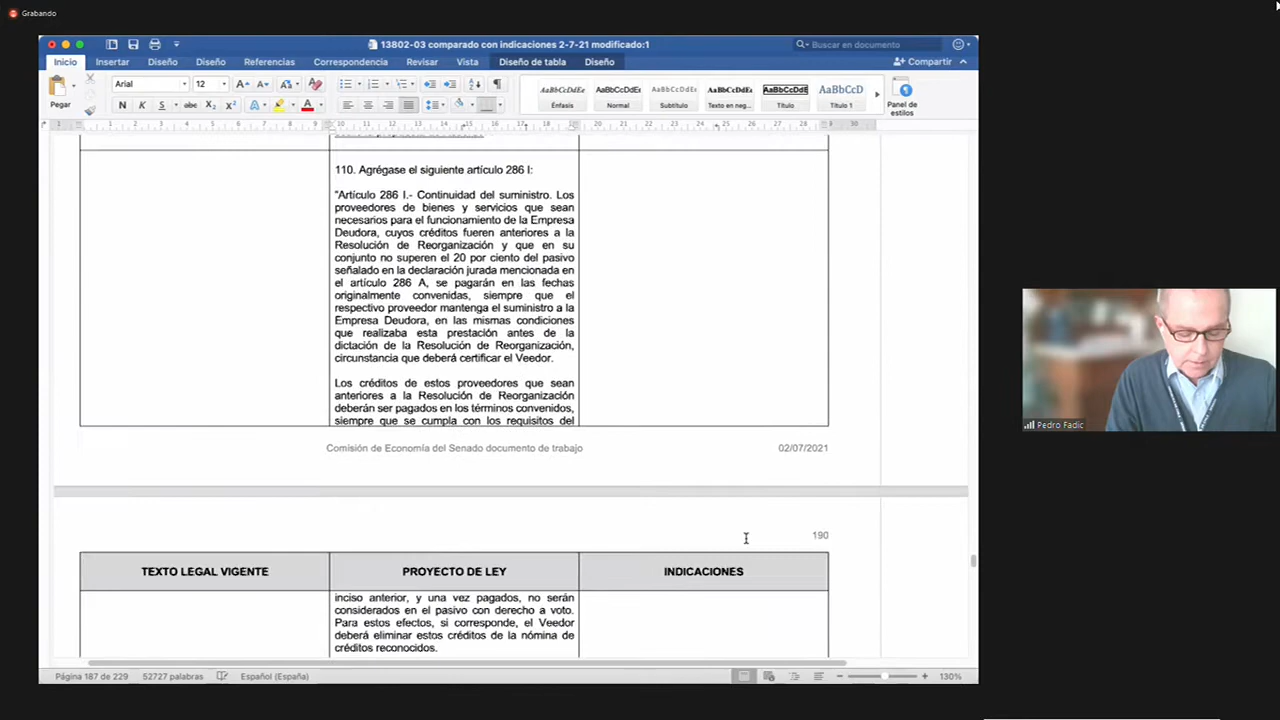 Grabando
13802-03 comparado con indicaciones 2-7-21 modificado:1
Buscar en documento
Inicio Insertar Diseño Diseño Referencias Correspondencia Revisar Vista Diseño de tabla Diseño
Compartir
Pegar
Arial 12
N K S abc X₂ X²
AaBbCcDdEe AaBbCcDdEe AaBbCcDdEe AaBbCcDdEe AaBbCcDdE AaBbCcD
Énfasis Normal Subtítulo Texto en neg... Título Título 1
Panel de
estilos
110. Agrégase el siguiente artículo 286 I:
"Artículo 286 I.- Continuidad del suministro. Los
proveedores de bienes y servicios que sean
necesarios para el funcionamiento de la Empresa
Deudora, cuyos créditos fueren anteriores a la
Resolución de Reorganización y que en su
conjunto no superen el 20 por ciento del pasivo
señalado en la declaración jurada mencionada en
el artículo 286 A, se pagarán en las fechas
originalmente convenidas, siempre que el
respectivo proveedor mantenga el suministro a la
Empresa Deudora, en las mismas condiciones
que realizaba esta prestación antes de la
dictación de la Resolución de Reorganización,
circunstancia que deberá certificar el Veedor.
Los créditos de estos proveedores que sean
anteriores a la Resolución de Reorganización
deberán ser pagados en los términos convenidos,
siempre que se cumpla con los requisitos del
Comisión de Economía del Senado documento de trabajo 02/07/2021
190
TEXTO LEGAL VIGENTE PROYECTO DE LEY INDICACIONES
inciso anterior, y una vez pagados, no serán
considerados en el pasivo con derecho a voto.
Para estos efectos, si corresponde, el Veedor
deberá eliminar estos créditos de la nómina de
créditos reconocidos.
Página 187 de 229 52727 palabras Español (España) 130%
Pedro Fadic